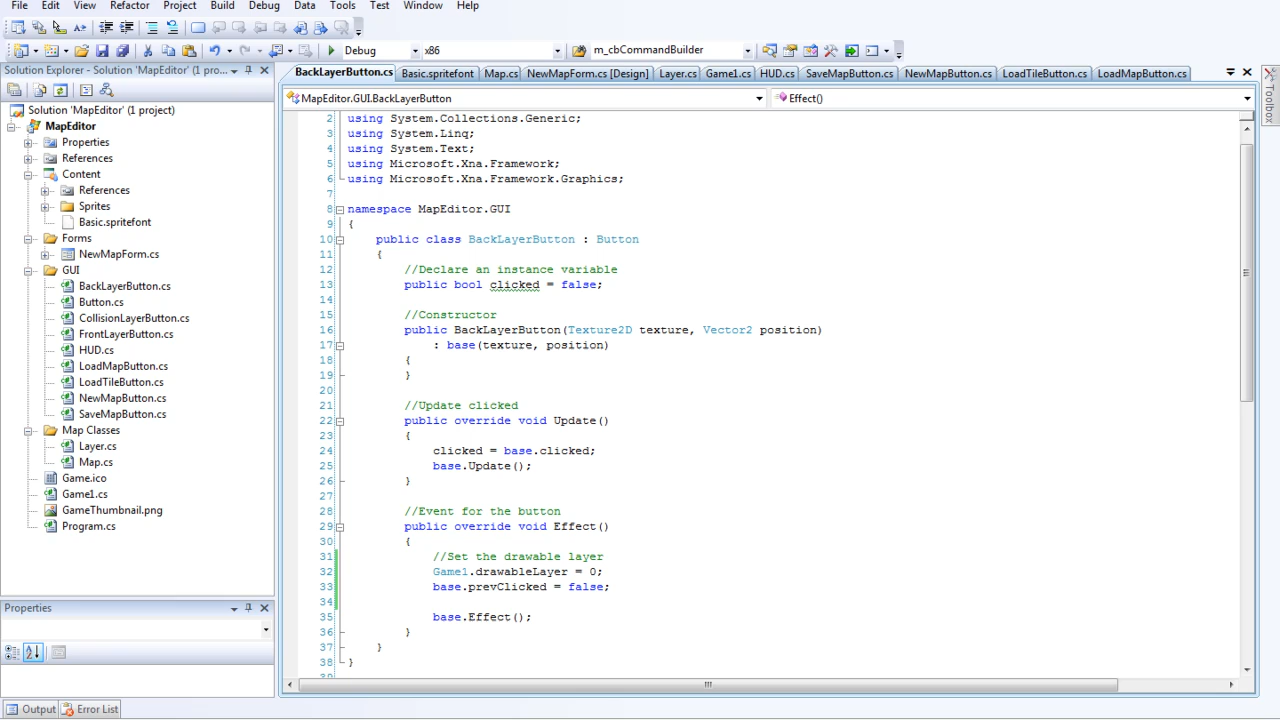 File Edit View Refactor Project Build Debug Data Tools Test Window Help
Debug x86 m_cbCommandBuilder
Solution Explorer - Solution 'MapEditor' (1 pro...
BackLayerButton.cs Basic.spritefont Map.cs NewMapForm.cs [Design] Layer.cs Game1.cs HUD.cs SaveMapButton.cs NewMapButton.cs LoadTileButton.cs LoadMapButton.cs
Toolbox
MapEditor.GUI.BackLayerButton Effect()
Solution 'MapEditor' (1 project)
MapEditor
Properties
References
Content
References
Sprites
Basic.spritefont
Forms
NewMapForm.cs
GUI
BackLayerButton.cs
Button.cs
CollisionLayerButton.cs
FrontLayerButton.cs
HUD.cs
LoadMapButton.cs
LoadTileButton.cs
NewMapButton.cs
SaveMapButton.cs
Map Classes
Layer.cs
Map.cs
Game.ico
Game1.cs
GameThumbnail.png
Program.cs
Properties
2 using System.Collections.Generic;
3 using System.Linq;
4 using System.Text;
5 using Microsoft.Xna.Framework;
6 using Microsoft.Xna.Framework.Graphics;
7
8 namespace MapEditor.GUI
9 {
10 public class BackLayerButton : Button
11 {
12 //Declare an instance variable
13 public bool clicked = false;
14
15 //Constructor
16 public BackLayerButton(Texture2D texture, Vector2 position)
17 : base(texture, position)
18 {
19 }
20
21 //Update clicked
22 public override void Update()
23 {
24 clicked = base.clicked;
25 base.Update();
26 }
27
28 //Event for the button
29 public override void Effect()
30 {
31 //Set the drawable layer
32 Game1.drawableLayer = 0;
33 base.prevClicked = false;
34
35 base.Effect();
36 }
37 }
38 }
Output Error List